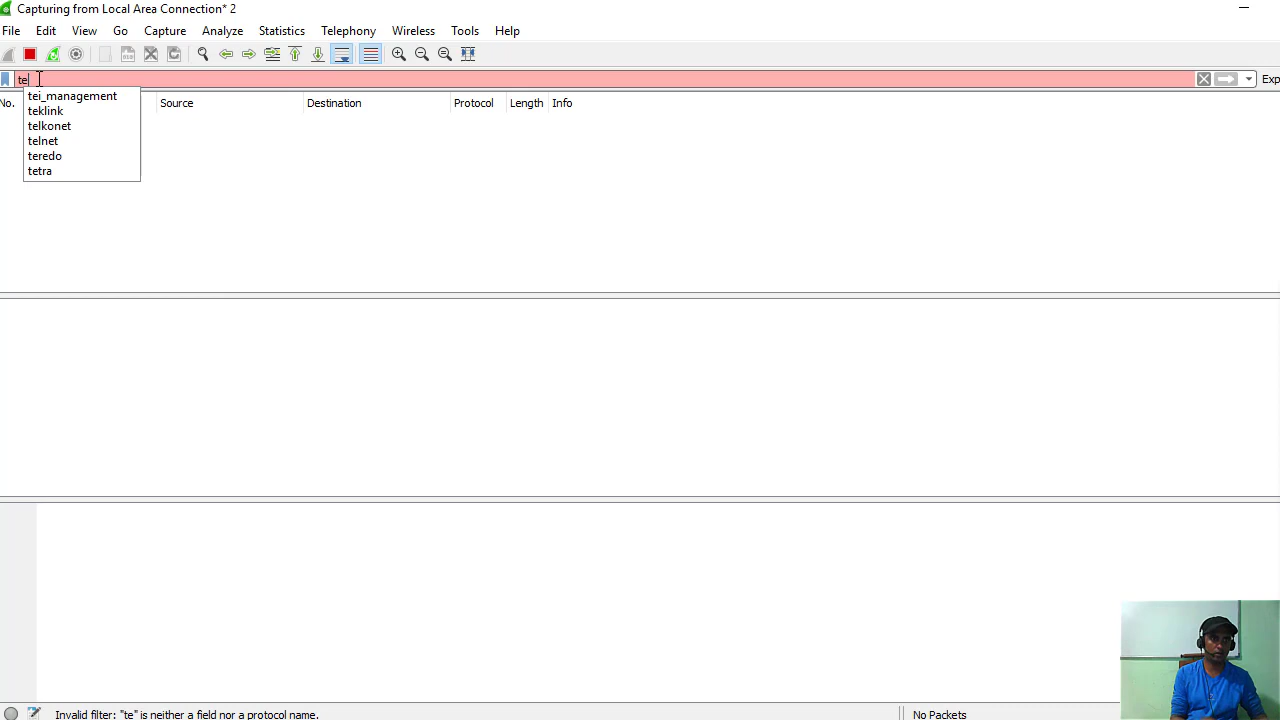 Capturing from Local Area Connection* 2
File Edit View Go Capture Analyze Statistics Telephony Wireless Tools Help
te
Exp
No. Source Destination Protocol Length Info
tei_management
teklink
telkonet
telnet
teredo
tetra
Invalid filter: "te" is neither a field nor a protocol name.
No Packets